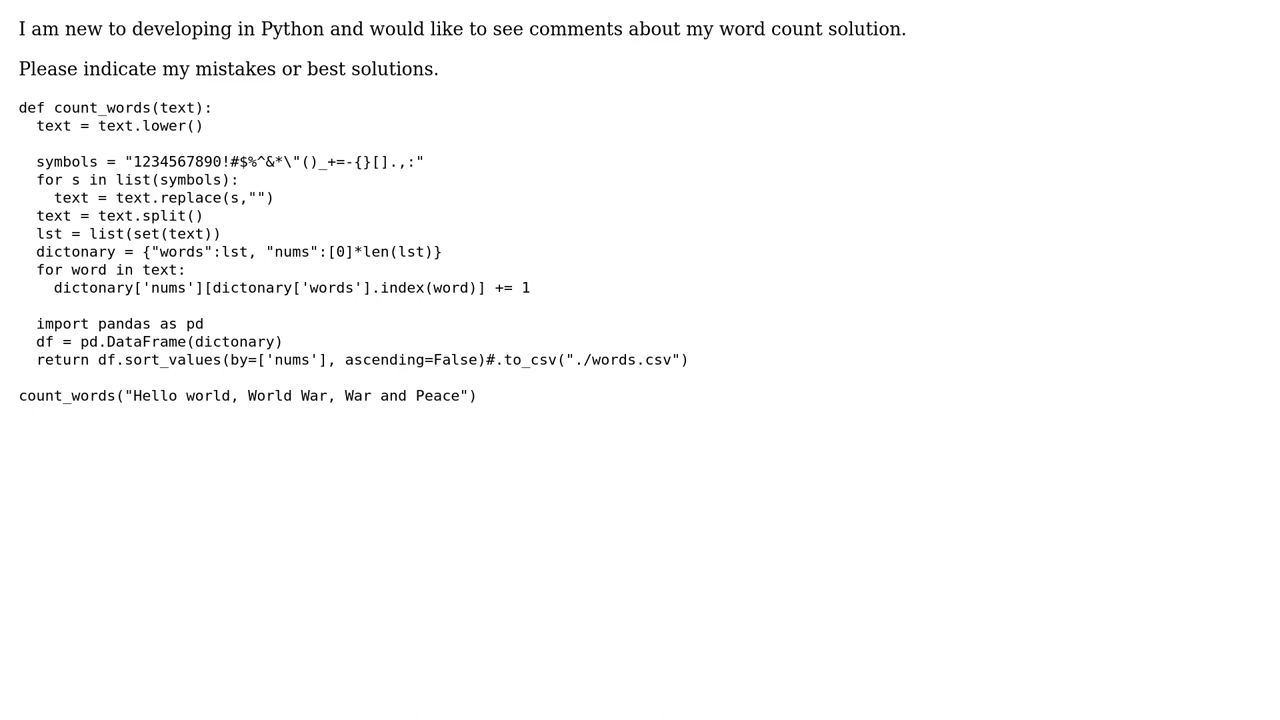 I am new to developing in Python and would like to see comments about my word count solution.
Please indicate my mistakes or best solutions.
def count_words(text):
  text = text.lower()

  symbols = "1234567890!#$%^&*\"()_+=-{}[].,:"
  for s in list(symbols):
    text = text.replace(s,"")
  text = text.split()
  lst = list(set(text))
  dictonary = {"words":lst, "nums":[0]*len(lst)}
  for word in text:
    dictonary['nums'][dictonary['words'].index(word)] += 1

  import pandas as pd
  df = pd.DataFrame(dictonary)
  return df.sort_values(by=['nums'], ascending=False)#.to_csv("./words.csv")

count_words("Hello world, World War, War and Peace")